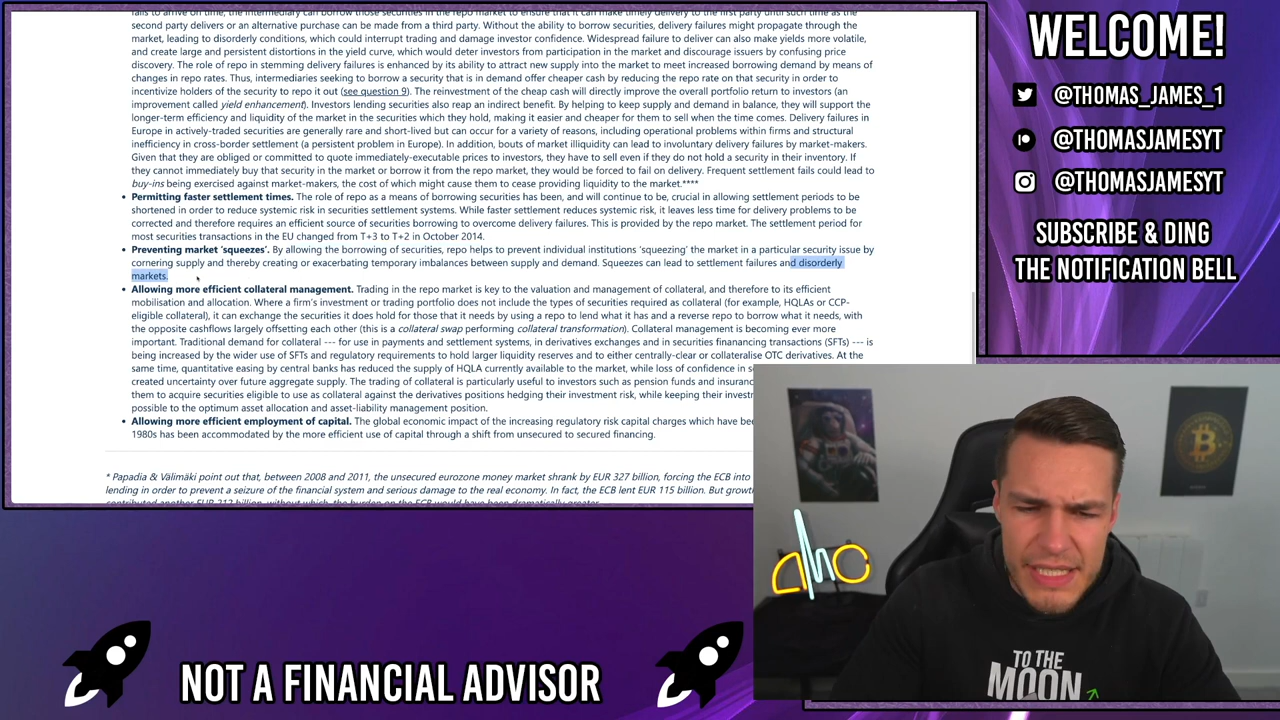 fails to arrive on time, the intermediary can borrow those securities in the repo market to ensure that it can make timely delivery to the first party until such time as the
second party delivers or an alternative purchase can be made from a third party. Without the ability to borrow securities, delivery failures might propagate through the
market, leading to disorderly conditions, which could interrupt trading and damage investor confidence. Widespread failure to deliver can also make yields more volatile,
and create large and persistent distortions in the yield curve, which would deter investors from participation in the market and discourage issuers by confusing price
discovery. The role of repo in stemming delivery failures is enhanced by its ability to attract new supply into the market to meet increased borrowing demand by means of
changes in repo rates. Thus, intermediaries seeking to borrow a security that is in demand offer cheaper cash by reducing the repo rate on that security in order to
incentivize holders of the security to repo it out (see question 9). The reinvestment of the cheap cash will directly improve the overall portfolio return to investors (an
improvement called yield enhancement). Investors lending securities also reap an indirect benefit. By helping to keep supply and demand in balance, they will support the
longer-term efficiency and liquidity of the market in the securities which they hold, making it easier and cheaper for them to sell when the time comes. Delivery failures in
Europe in actively-traded securities are generally rare and short-lived but can occur for a variety of reasons, including operational problems within firms and structural
inefficiency in cross-border settlement (a persistent problem in Europe). In addition, bouts of market illiquidity can lead to involuntary delivery failures by market-makers.
Given that they are obliged or committed to quote immediately-executable prices to investors, they have to sell even if they do not hold a security in their inventory. If
they cannot immediately buy that security in the market or borrow it from the repo market, they would be forced to fail on delivery. Frequent settlement fails could lead to
buy-ins being exercised against market-makers, the cost of which might cause them to cease providing liquidity to the market.****
• Permitting faster settlement times. The role of repo as a means of borrowing securities has been, and will continue to be, crucial in allowing settlement periods to be
shortened in order to reduce systemic risk in securities settlement systems. While faster settlement reduces systemic risk, it leaves less time for delivery problems to be
corrected and therefore requires an efficient source of securities borrowing to overcome delivery failures. This is provided by the repo market. The settlement period for
most securities transactions in the EU changed from T+3 to T+2 in October 2014.
• Preventing market ‘squeezes’. By allowing the borrowing of securities, repo helps to prevent individual institutions ‘squeezing’ the market in a particular security issue by
cornering supply and thereby creating or exacerbating temporary imbalances between supply and demand. Squeezes can lead to settlement failures and disorderly
markets.
• Allowing more efficient collateral management. Trading in the repo market is key to the valuation and management of collateral, and therefore to its efficient
mobilisation and allocation. Where a firm’s investment or trading portfolio does not include the types of securities required as collateral (for example, HQLAs or CCP-
eligible collateral), it can exchange the securities it does hold for those that it needs by using a repo to lend what it has and a reverse repo to borrow what it needs, with
the opposite cashflows largely offsetting each other (this is a collateral swap performing collateral transformation). Collateral management is becoming ever more
important. Traditional demand for collateral --- for use in payments and settlement systems, in derivatives exchanges and in securities finanancing transactions (SFTs) --- is
being increased by the wider use of SFTs and regulatory requirements to hold larger liquidity reserves and to either centrally-clear or collateralise OTC derivatives. At the
same time, quantitative easing by central banks has reduced the supply of HQLA currently available to the market, while loss of confidence in
created uncertainty over future aggregate supply. The trading of collateral is particularly useful to investors such as pension funds and
them to acquire securities eligible to use as collateral against the derivatives positions hedging their investment risk, while keeping their
possible to the optimum asset allocation and asset-liability management position.
• Allowing more efficient employment of capital. The global economic impact of the increasing regulatory risk capital charges which have
1980s has been accommodated by the more efficient use of capital through a shift from unsecured to secured financing.
* Papadia & Välimäki point out that, between 2008 and 2011, the unsecured eurozone money market shrank by EUR 327 billion, forcing the ECB into
lending in order to prevent a seizure of the financial system and serious damage to the real economy. In fact, the ECB lent EUR 115 billion. But
WELCOME!
@THOMAS_JAMES_1
@THOMASJAMESYT
@THOMASJAMESYT
SUBSCRIBE & DING
THE NOTIFICATION BELL
TO THE
MOON
NOT A FINANCIAL ADVISOR